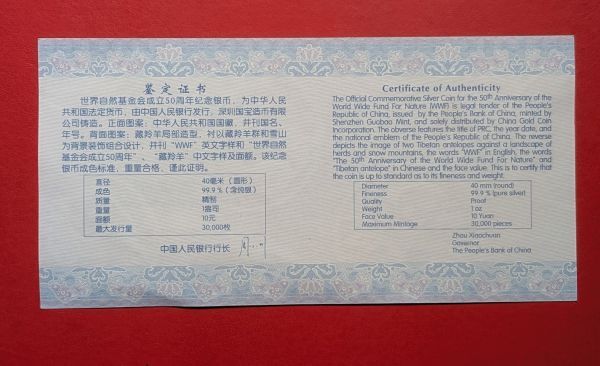 鉴定证书
世界自然基金会成立50周年纪念银币，为中华人民
共和国法定货币，由中国人民银行发行，深圳国宝造币有限
公司铸造。正面图案：中华人民共和国国徽，并刊国名、
年号。背面图案：藏羚羊局部造型，衬以藏羚羊群和雪山
为背景装饰组合设计，并刊“WWF”英文字样和“世界自然
基金会成立50周年”、“藏羚羊”中文字样及面额。该纪念
银币成色标准，重量合格，谨此证明。
直径 40毫米（圆形）
成色 99.9％（含纯银）
质量 精制
重量 1盎司
面额 10元
最大发行量 30,000枚
中国人民银行行长
Certificate of Authenticity
The Official Commemorative Silver Coin for the 50th Anniversary of the
World Wide Fund For Nature (WWF) is legal tender of the People's
Republic of China, issued by the People's Bank of China, minted by
Shenzhen Guobao Mint, and solely distributed by China Gold Coin
Incorporation. The obverse features the title of PRC, the year date, and
the national emblem of the People's Republic of China. The reverse
depicts the image of two Tibetan antelopes against a landscape of
herds and snow mountains, the words "WWF" in English, the words
"The 50th Anniversary of the World Wide Fund For Nature" and
"Tibetan antelope" in Chinese and the face value. This is to certify that
the coin is up to standard as to its fineness and weight.
Diameter 40 mm (round)
Fineness 99.9 % (pure silver)
Quality Proof
Weight 1 oz
Face Value 10 Yuan
Maximum Mintage 30,000 pieces
Zhou Xiaochuan
Governor
The People's Bank of China